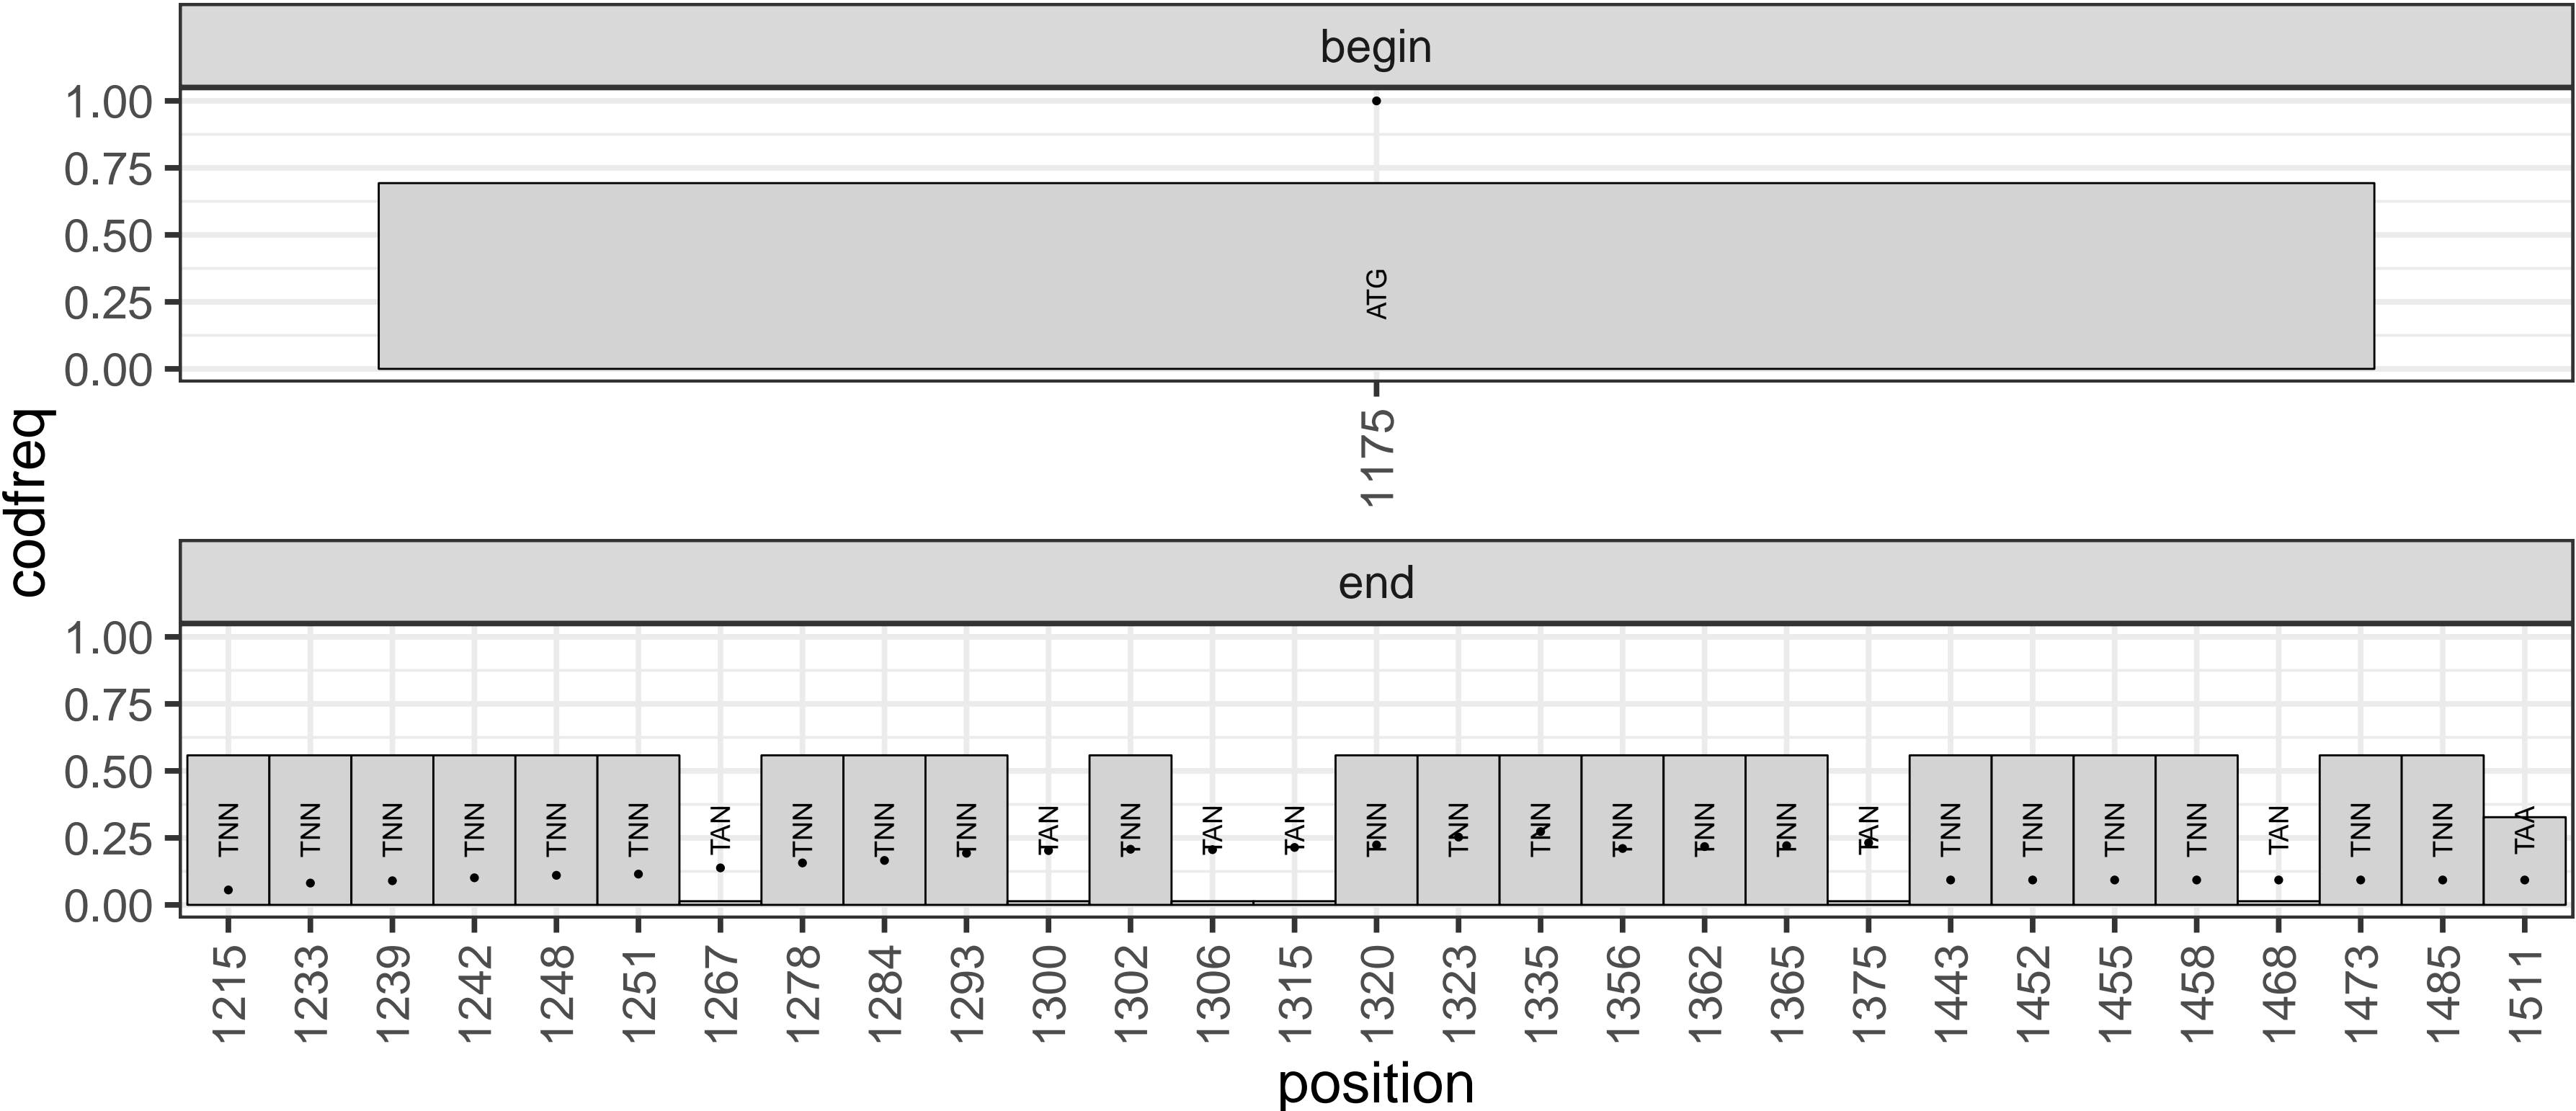 begin
1.00
0.75
0.50
0.25
0.00
ATG
1175
codfreq
end
1.00
0.75
0.50
0.25
0.00
TNN TNN TNN TNN TNN TNN TAN TNN TNN TNN TAN TNN TAN TAN TNN TNN TNN TNN TNN TNN TAN TNN TNN TNN TNN TAN TNN TNN TAA
1215 1233 1239 1242 1248 1251 1267 1278 1284 1293 1300 1302 1306 1315 1320 1323 1335 1356 1362 1365 1375 1443 1452 1455 1458 1468 1473 1485 1511
position